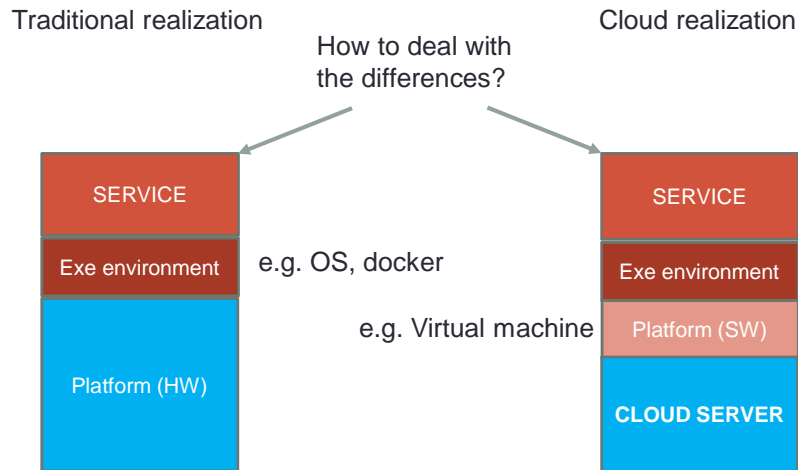 Traditional realization
Cloud realization
How to deal with
the differences?
SERVICE
SERVICE
Exe environment
e.g. OS, docker
Exe environment
e.g. Virtual machine
Platform (SW)
Platform (HW)
CLOUD SERVER